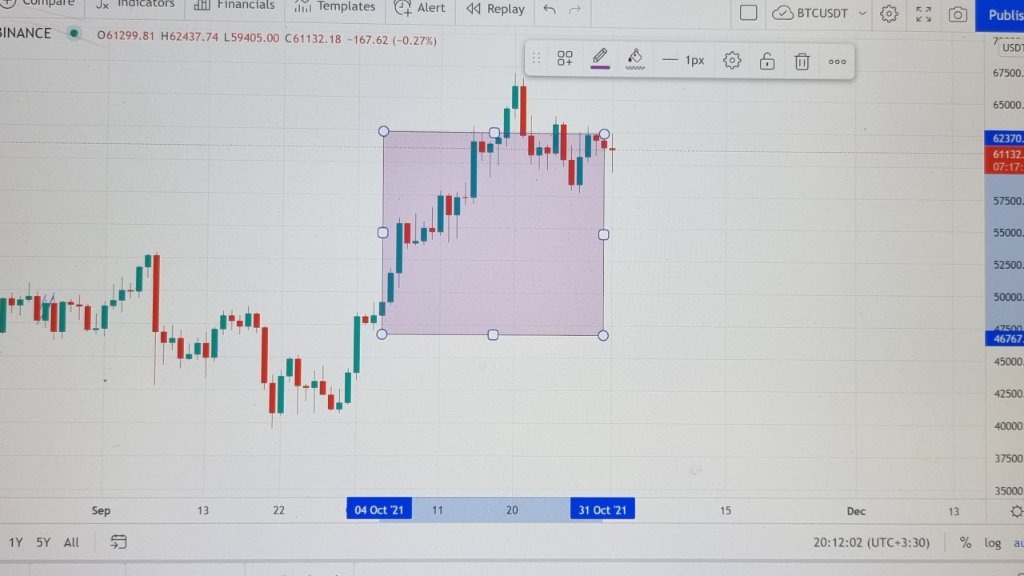 Compare Indicators Financials Templates Alert Replay BTCUSDT Publis
BINANCE O61299.81 H62437.74 L59405.00 C61132.18 −167.62 (−0.27%)
USDT
1px
67500.
65000.
62370.
61132.
07:17:
57500.
55000.
52500.
50000.
47500.
46767.
45000.
42500.
40000.
37500.
35000.
Sep 13 22 04 Oct '21 11 20 31 Oct '21 15 Dec 13
1Y 5Y All 20:12:02 (UTC+3:30) % log au